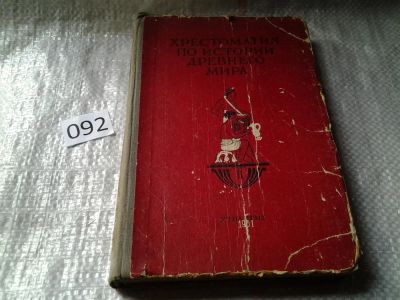 092
ХРЕСТОМАТИЯ
ПО ИСТОРИИ
ДРЕВНЕГО
МИРА